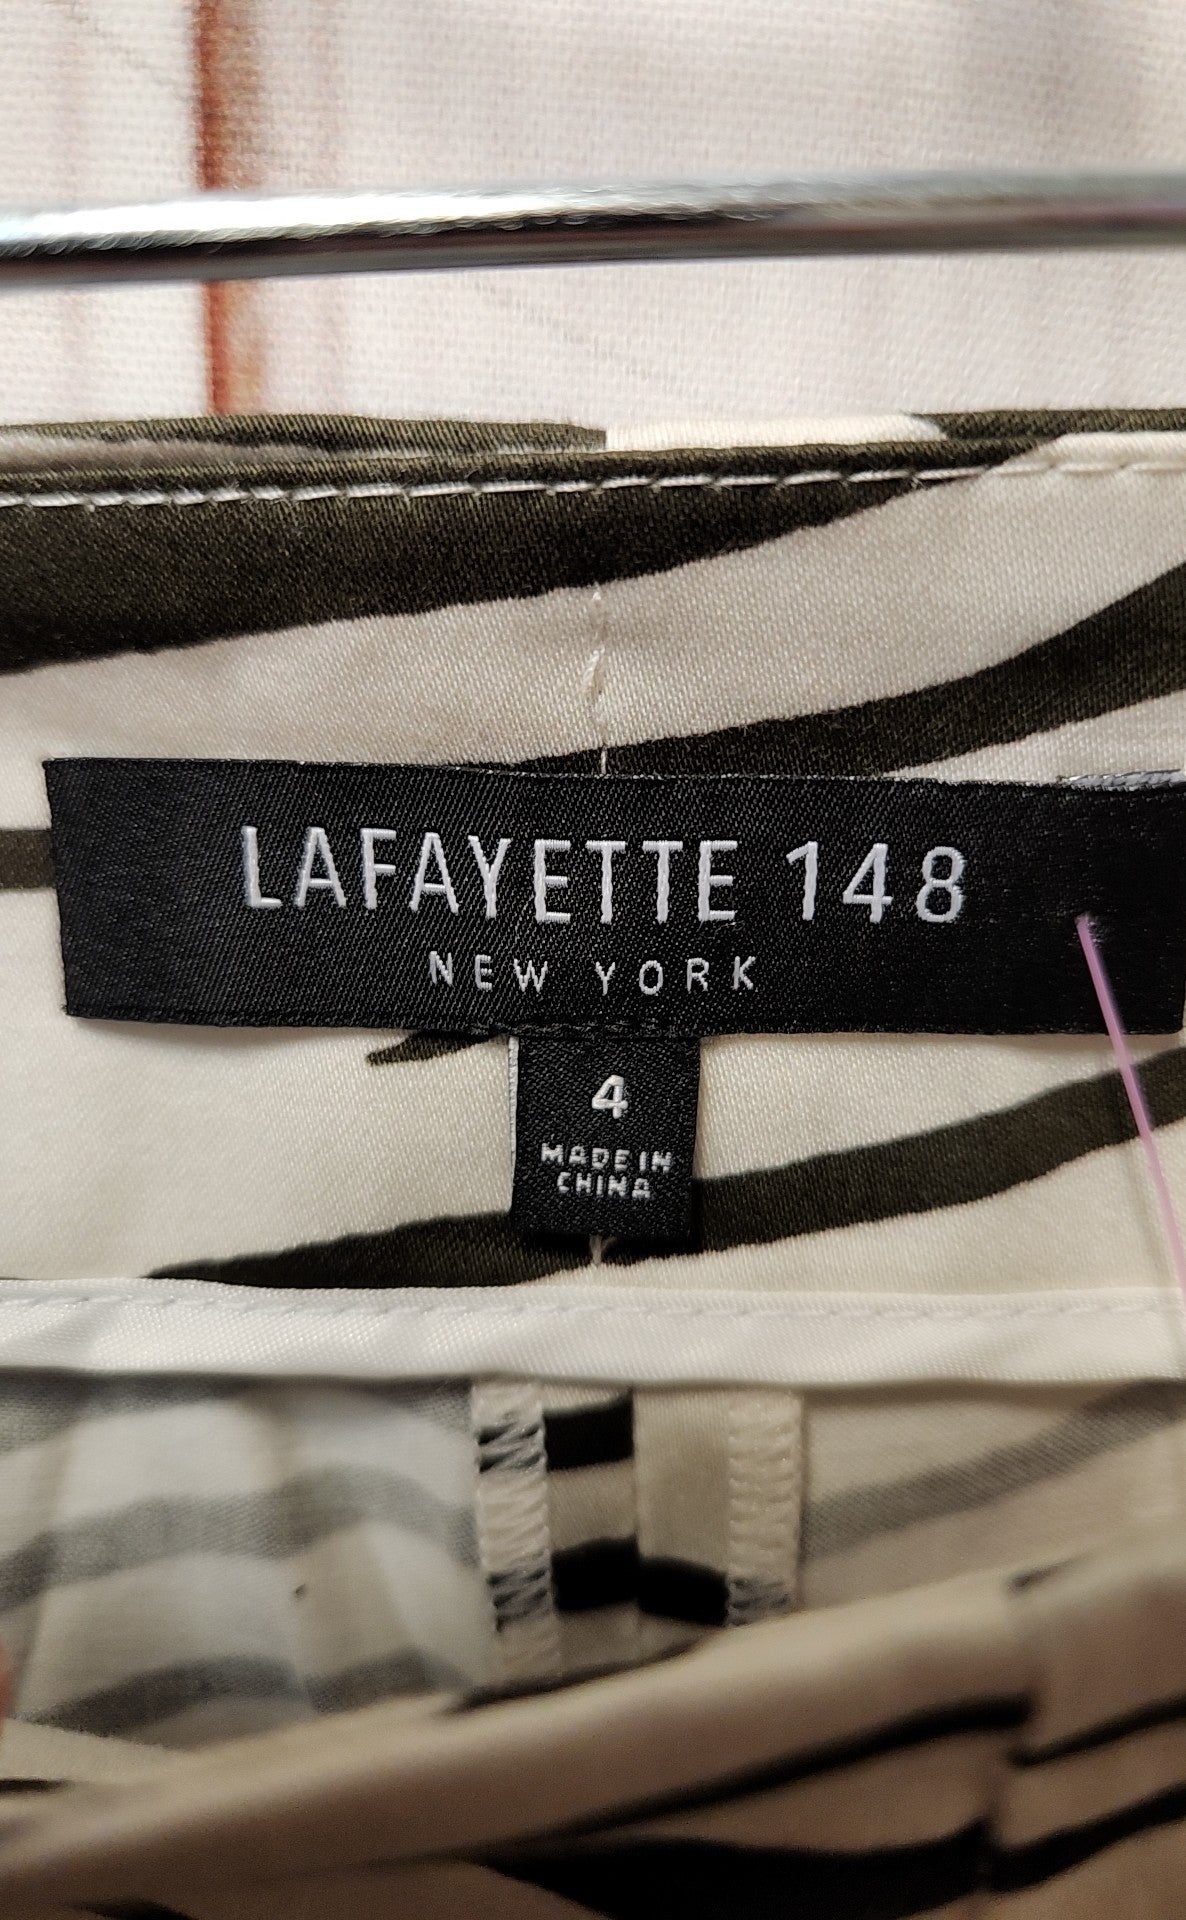 LAFAYETTE 148
NEW YORK
4
MADE IN
CHINA